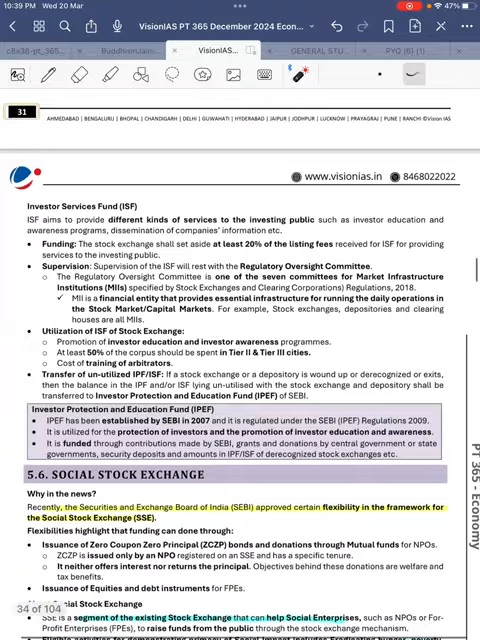 10:39 PM Wed 20 Mar
47%
VisionIAS PT 365 December 2024 Econ...
c8x38-pt_365...
BuddhismJain...
VisionIAS...
GENERAL STU...
PYQ (6) (1)
31
AHMEDABAD | BENGALURU | BHOPAL | CHANDIGARH | DELHI | GUWAHATI | HYDERABAD | JAIPUR | JODHPUR | LUCKNOW | PRAYAGRAJ | PUNE | RANCHI ©Vision IAS
www.visionias.in 8468022022
Investor Services Fund (ISF)
ISF aims to provide different kinds of services to the investing public such as investor education and
awareness programs, dissemination of companies' information etc.
• Funding: The stock exchange shall set aside at least 20% of the listing fees received for ISF for providing
services to the investing public.
• Supervision: Supervision of the ISF will rest with the Regulatory Oversight Committee.
o The Regulatory Oversight Committee is one of the seven committees for Market Infrastructure
Institutions (MIIs) specified by Stock Exchanges and Clearing Corporations) Regulations, 2018.
✓ MII is a financial entity that provides essential infrastructure for running the daily operations in
the Stock Market/Capital Markets. For example, Stock exchanges, depositories and clearing
houses are all MIIs.
• Utilization of ISF of Stock Exchange:
o Promotion of investor education and investor awareness programmes.
o At least 50% of the corpus should be spent in Tier II & Tier III cities.
o Cost of training of arbitrators.
• Transfer of un-utilized IPF/ISF: If a stock exchange or a depository is wound up or derecognized or exits,
then the balance in the IPF and/or ISF lying un-utilised with the stock exchange and depository shall be
transferred to Investor Protection and Education Fund (IPEF) of SEBI.
Investor Protection and Education Fund (IPEF)
• IPEF has been established by SEBI in 2007 and it is regulated under the SEBI (IPEF) Regulations 2009.
• It is utilized for the protection of investors and the promotion of investor education and awareness.
• It is funded through contributions made by SEBI, grants and donations by central government or state
governments, security deposits and amounts in IPF/ISF of derecognized stock exchanges etc.
5.6. SOCIAL STOCK EXCHANGE
Why in the news?
Recently, the Securities and Exchange Board of India (SEBI) approved certain flexibility in the framework for
the Social Stock Exchange (SSE).
Flexibilities highlight that funding can done through:
• Issuance of Zero Coupon Zero Principal (ZCZP) bonds and donations through Mutual funds for NPOs.
o ZCZP is issued only by an NPO registered on an SSE and has a specific tenure.
o It neither offers interest nor returns the principal. Objectives behind these donations are welfare and
tax benefits.
• Issuance of Equities and debt instruments for FPEs.
Social Stock Exchange
34 of 104
• SSE is a segment of the existing Stock Exchange that can help Social Enterprises, such as NPOs or For-
Profit Enterprises (FPEs), to raise funds from the public through the stock exchange mechanism.
PT 365 - Economy